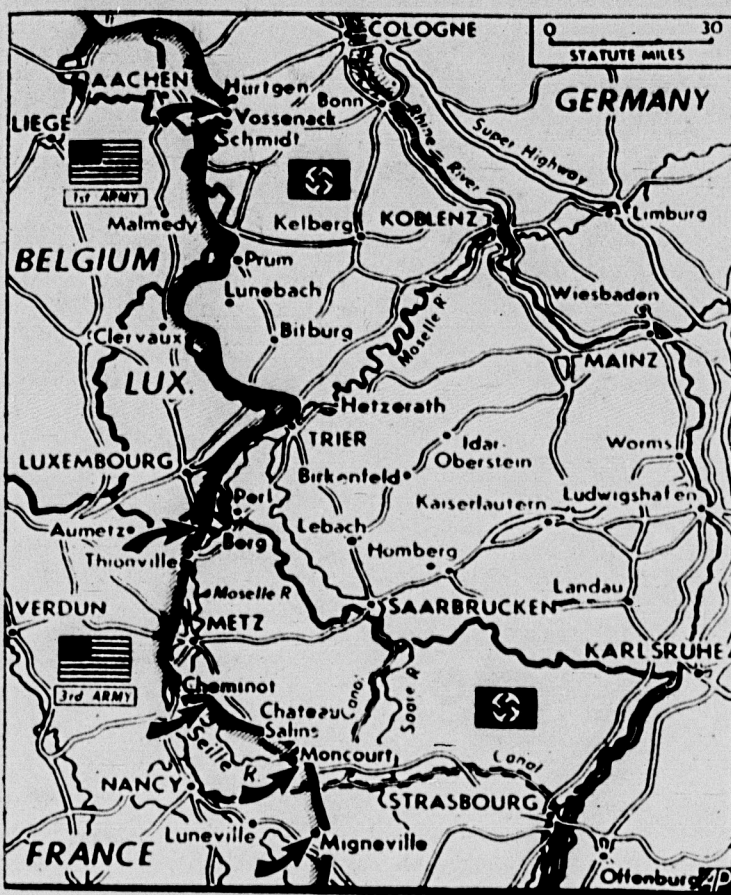 COLOGNE
0 30
STATUTE MILES
AACHEN
Hurtgen
Bonn
GERMANY
LIEGE
Vossenack
Schmidt
Rhine River
Super Highway
1st ARMY
Malmedy
Kelberg
KOBLENZ
Limburg
BELGIUM
Prum
Lunebach
Wiesbaden
Clervaux
Bitburg
Moselle R
MAINZ
LUX.
Hetzerath
TRIER
Idar-
Oberstein
Worms
LUXEMBOURG
Birkenfeld
Perl
Kaiserlautern
Ludwigshafen
Aumetz
Borg
Lebach
Homberg
Thionville
Moselle R
Landau
VERDUN
SAARBRUCKEN
METZ
KARLSRUHE
3rd ARMY
Cheminot
Canal
Saare R
Chateau
Salins
Seille R.
Moncourt
Canal
NANCY
STRASBOURG
Luneville
Migneville
FRANCE
Offenburg
AP